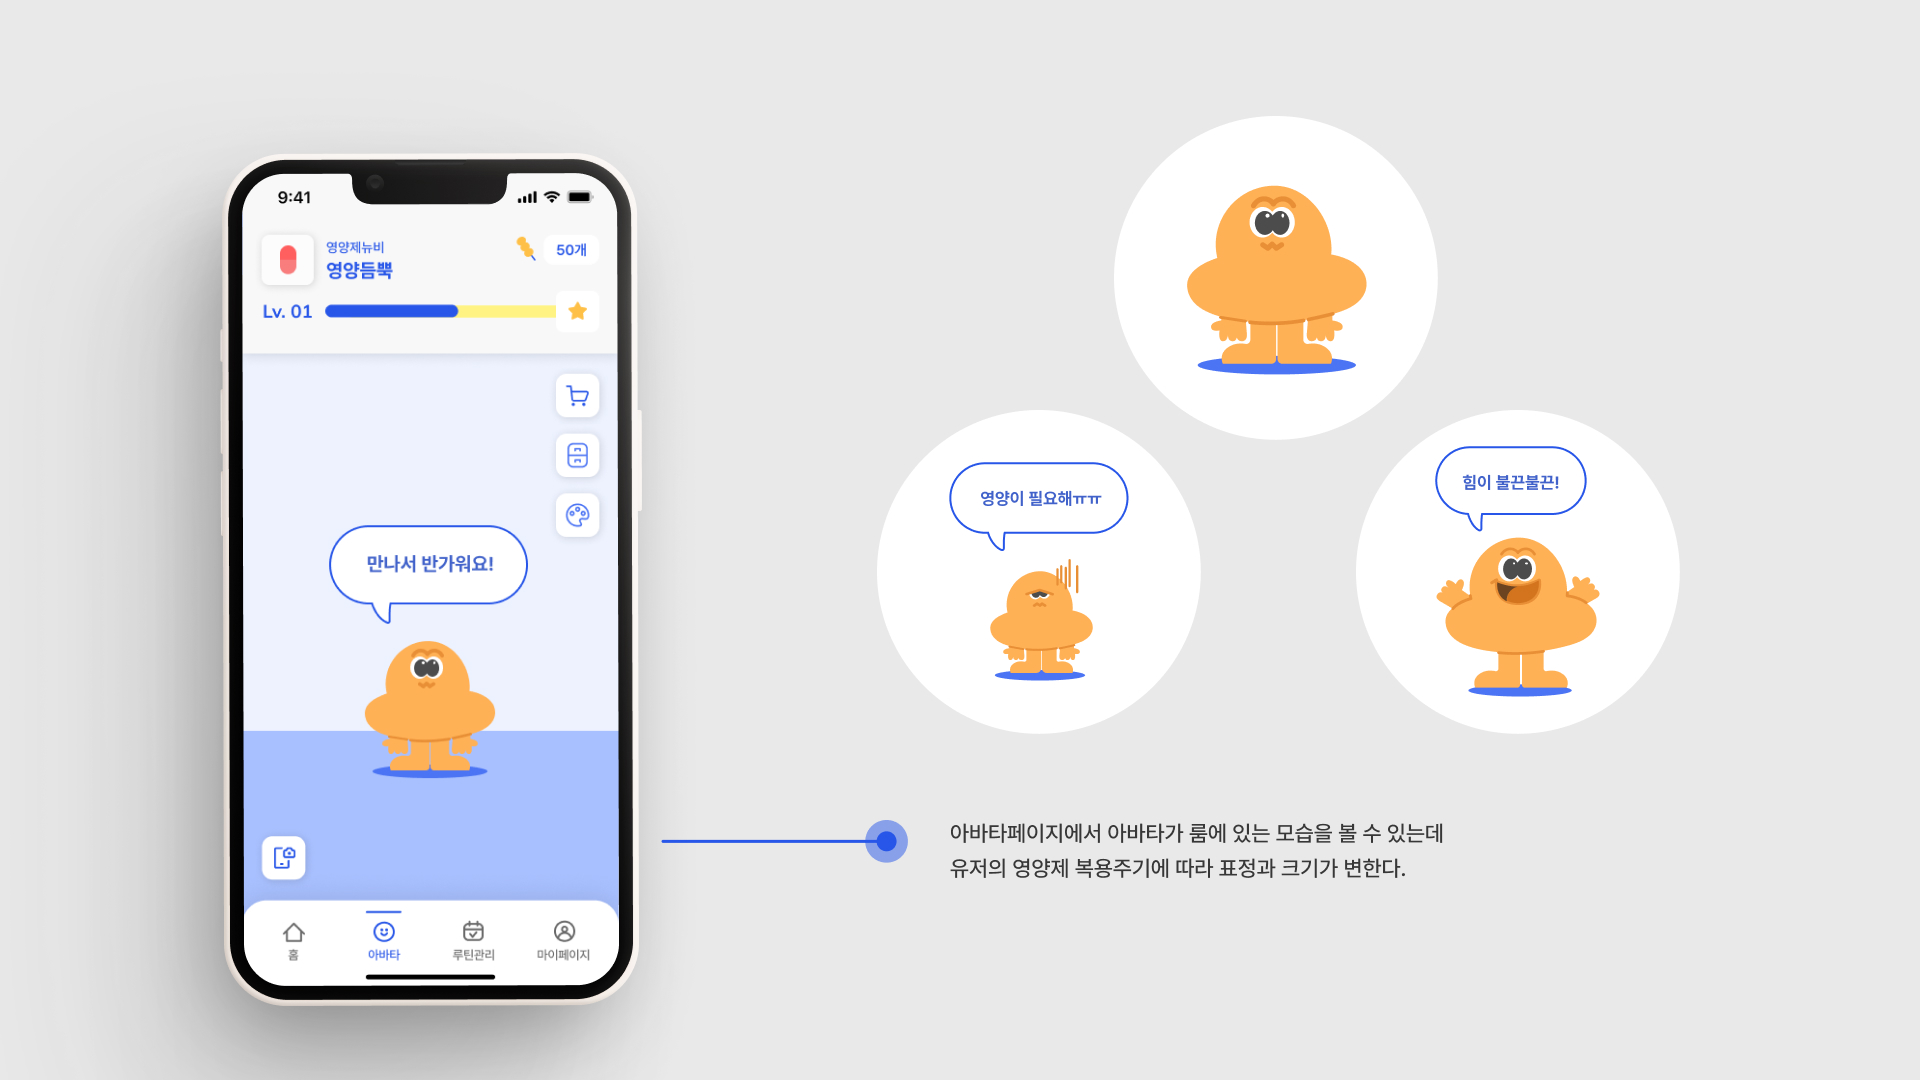 9:41
영양제뉴비
영양듬뿍
50개
Lv. 01
만나서 반가워요!
홈
아바타
루틴관리
마이페이지
영양이 필요해ㅠㅠ
힘이 불끈불끈!
아바타페이지에서 아바타가 룸에 있는 모습을 볼 수 있는데
유저의 영양제 복용주기에 따라 표정과 크기가 변한다.